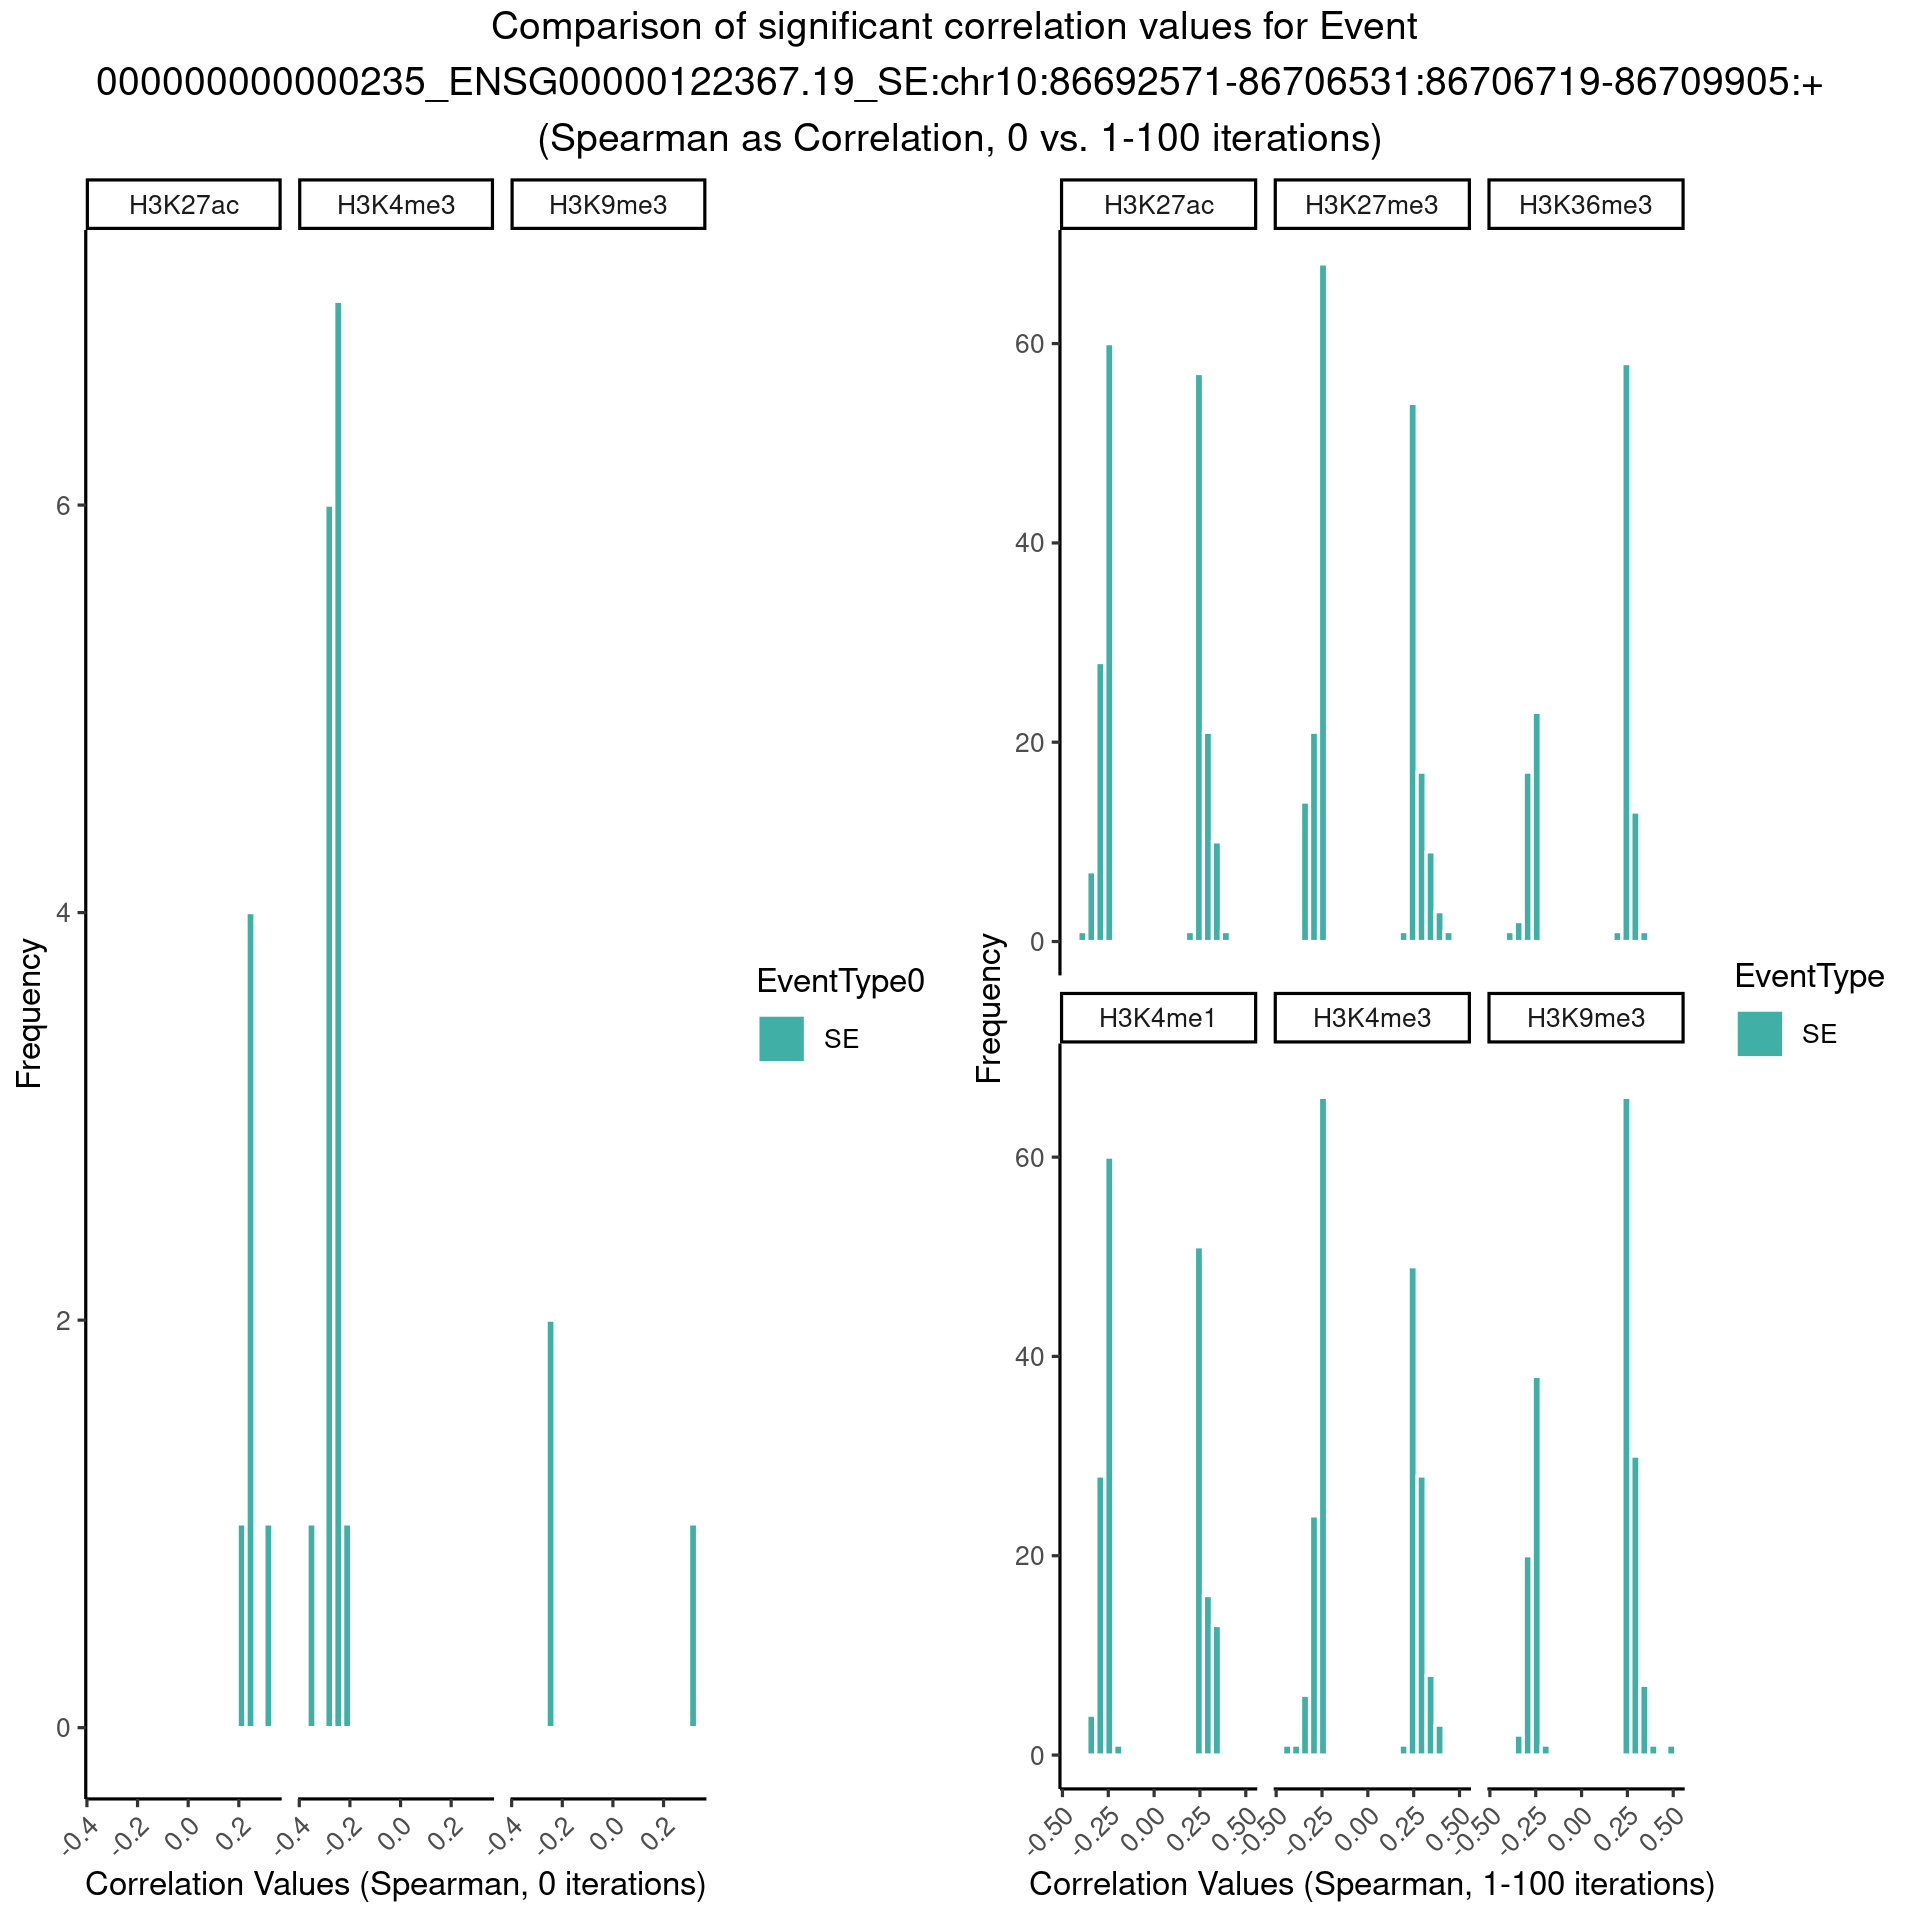 Comparison of significant correlation values for Event
000000000000235_ENSG00000122367.19_SE:chr10:86692571-86706531:86706719-86709905:+
(Spearman as Correlation, 0 vs. 1-100 iterations)
H3K27ac H3K4me3 H3K9me3
Frequency
6
4
2
0
-0.4 -0.2 0.0 0.2 -0.4 -0.2 0.0 0.2 -0.4 -0.2 0.0 0.2
Correlation Values (Spearman, 0 iterations)
EventType0
SE
H3K27ac H3K27me3 H3K36me3
60
40
20
0
Frequency
H3K4me1 H3K4me3 H3K9me3
60
40
20
0
-0.50 -0.25 0.00 0.25 0.50 -0.50 -0.25 0.00 0.25 0.50 -0.50 -0.25 0.00 0.25 0.50
Correlation Values (Spearman, 1-100 iterations)
EventType
SE